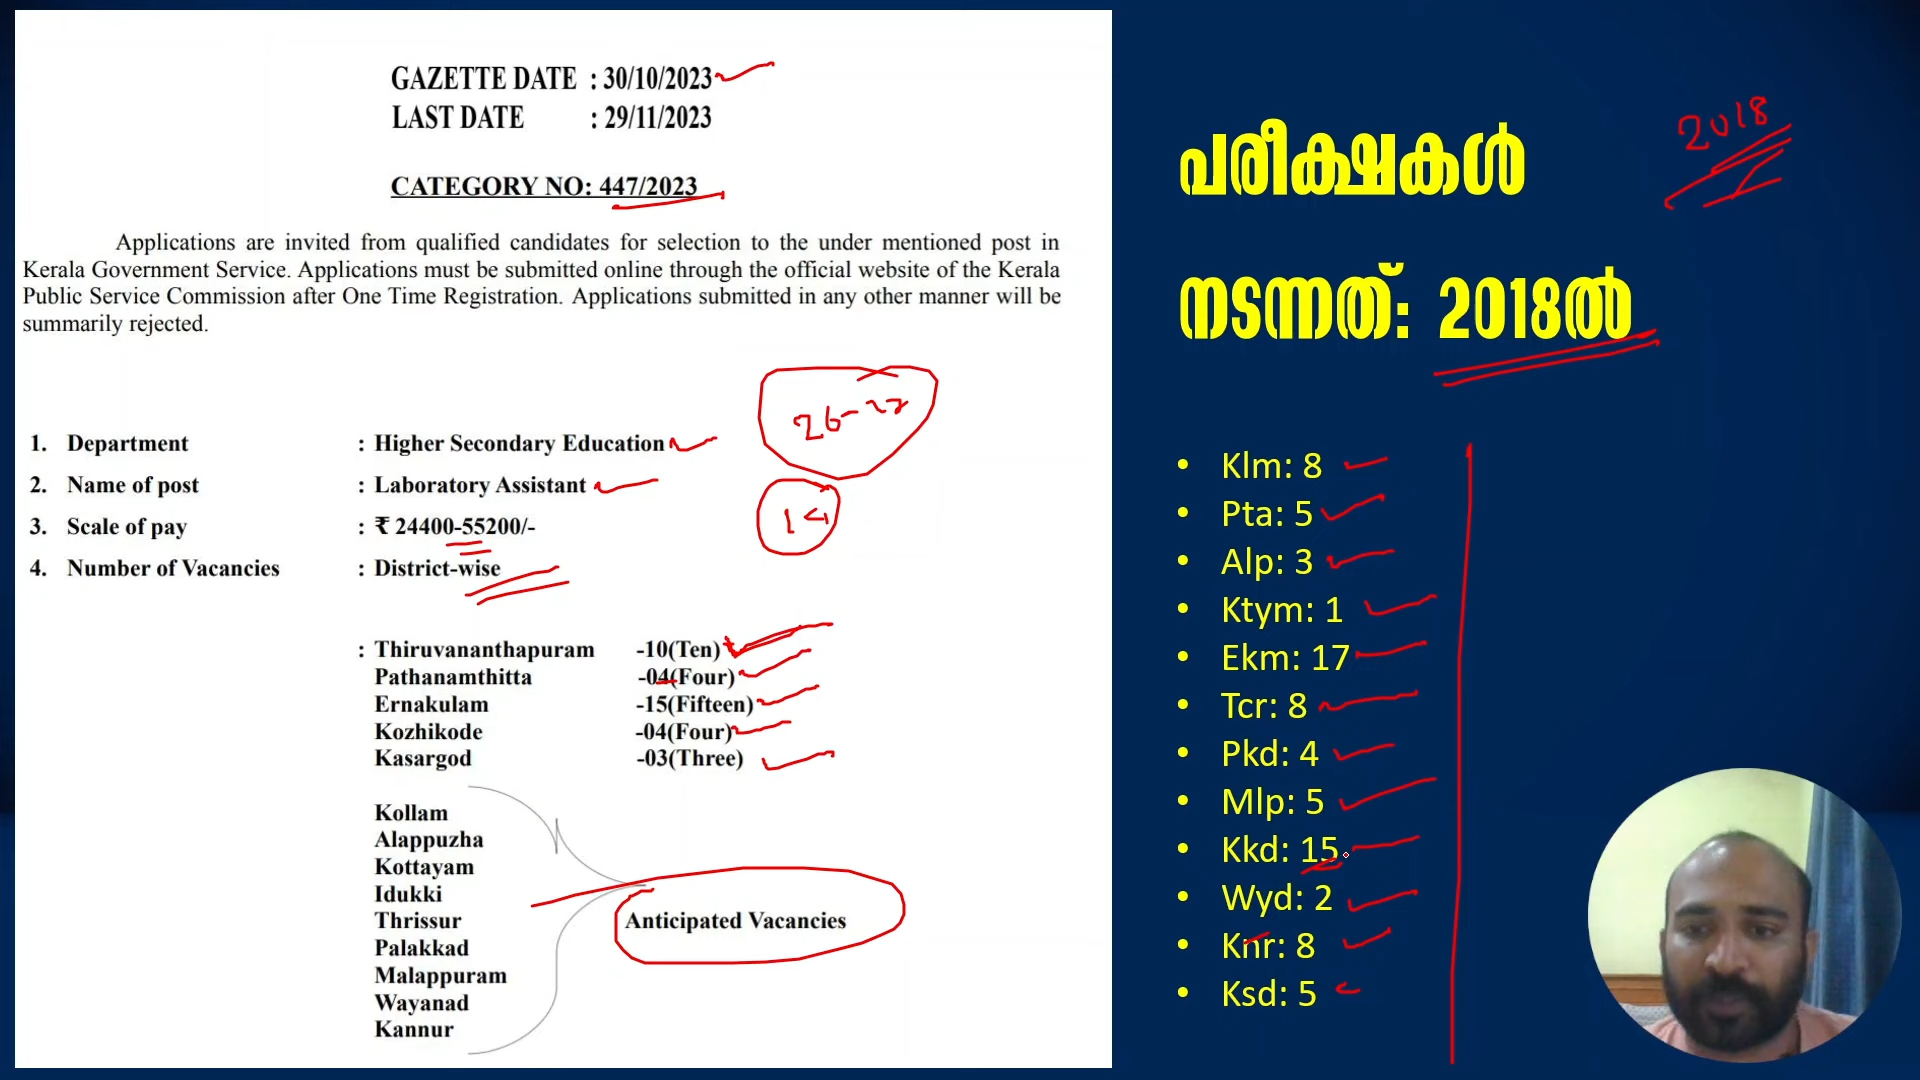 GAZETTE DATE : 30/10/2023
LAST DATE : 29/11/2023
CATEGORY NO: 447/2023
Applications are invited from qualified candidates for selection to the under mentioned post in
Kerala Government Service. Applications must be submitted online through the official website of the Kerala
Public Service Commission after One Time Registration. Applications submitted in any other manner will be
summarily rejected.
26-27
14
1. Department : Higher Secondary Education
2. Name of post : Laboratory Assistant
3. Scale of pay : ₹ 24400-55200/-
4. Number of Vacancies : District-wise
: Thiruvananthapuram -10(Ten)
Pathanamthitta -04(Four)
Ernakulam -15(Fifteen)
Kozhikode -04(Four)
Kasargod -03(Three)
Kollam
Alappuzha
Kottayam
Idukki
Thrissur
Anticipated Vacancies
Palakkad
Malappuram
Wayanad
Kannur
പരീക്ഷകൾ
2018
നടന്നത്: 2018ൽ
• Klm: 8
• Pta: 5
• Alp: 3
• Ktym: 1
• Ekm: 17
• Tcr: 8
• Pkd: 4
• Mlp: 5
• Kkd: 15
• Wyd: 2
• Knr: 8
• Ksd: 5